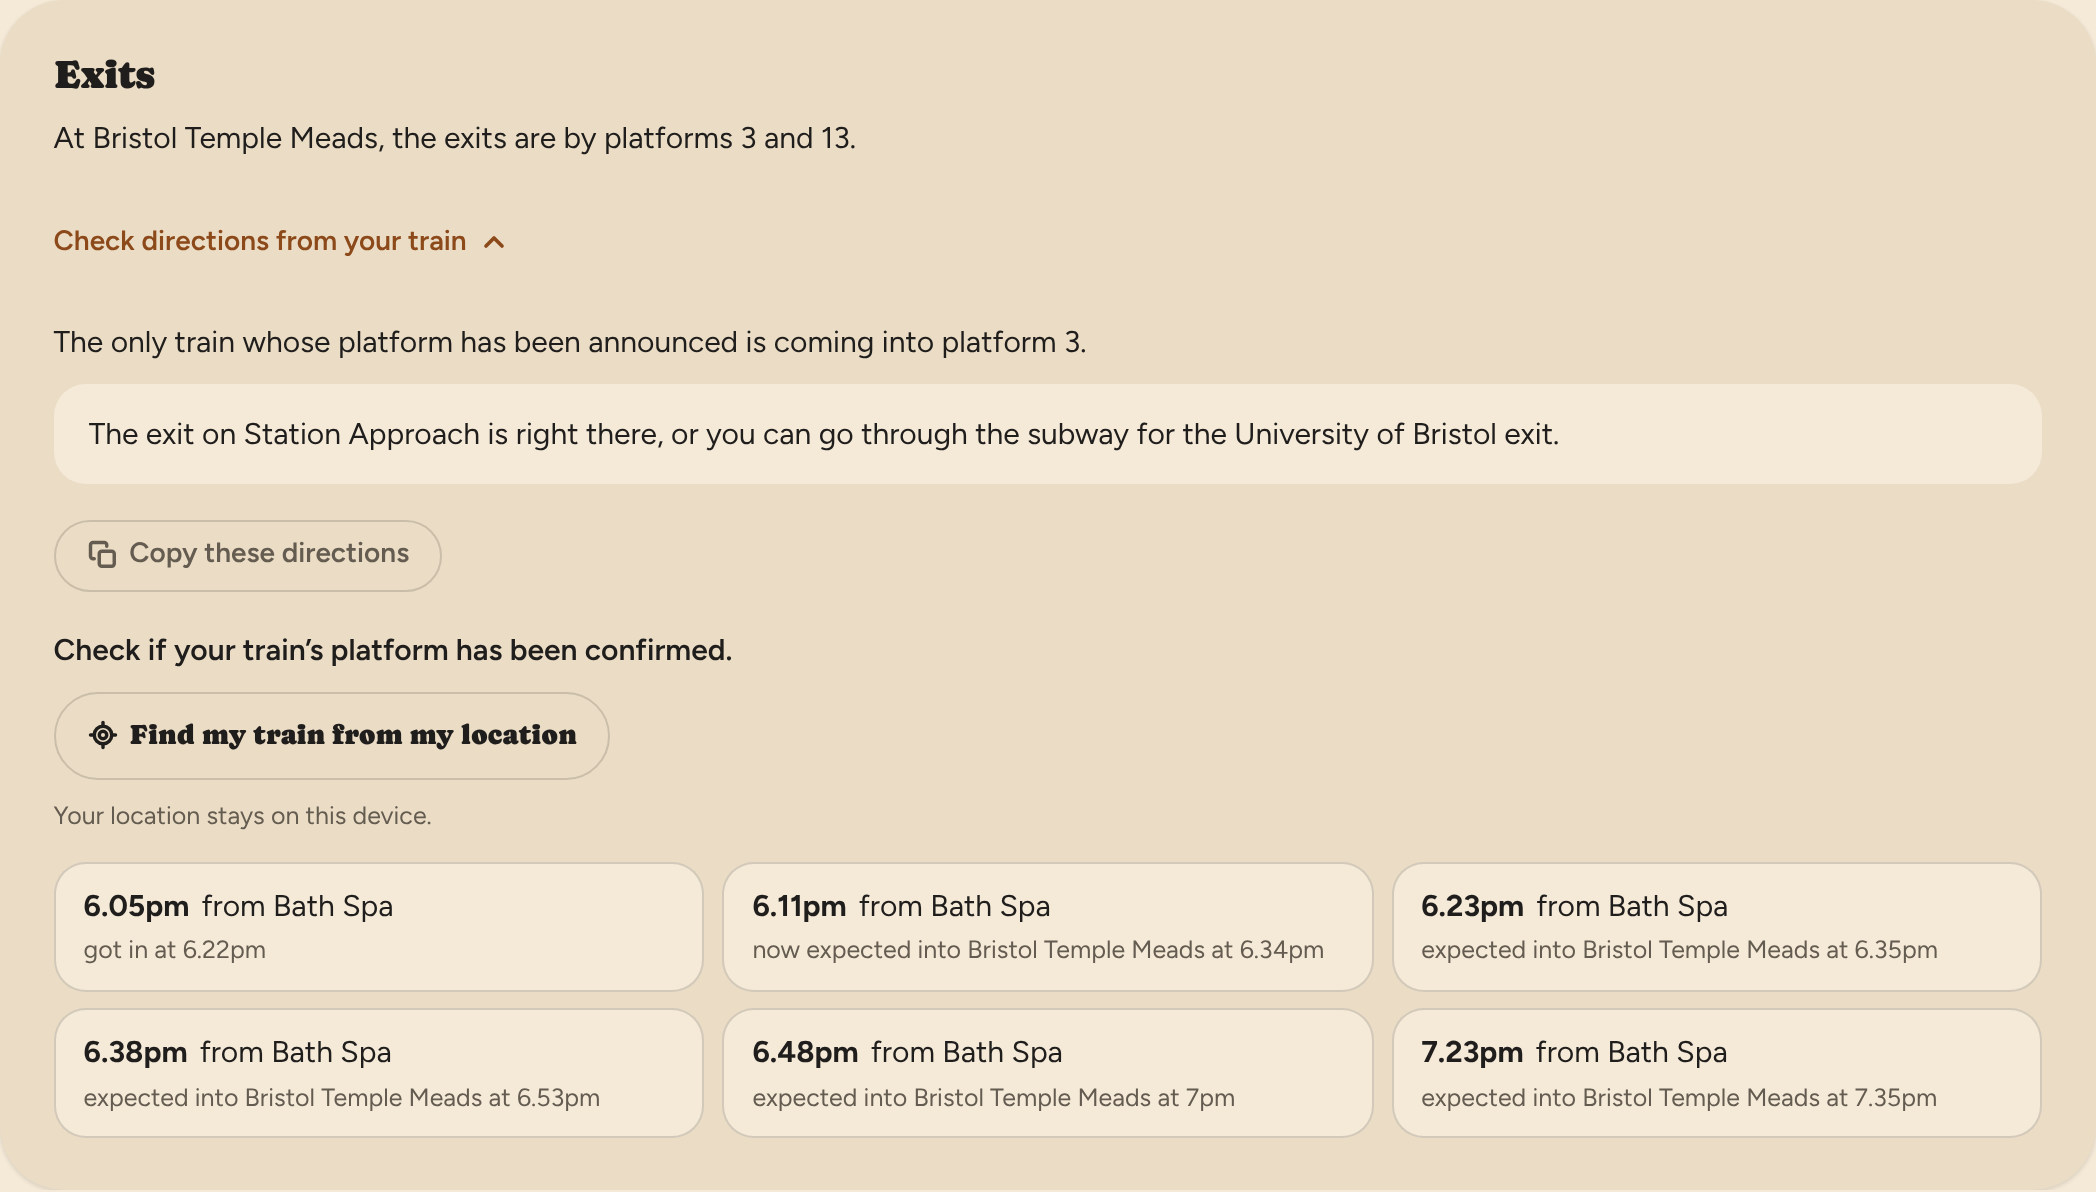 Exits
At Bristol Temple Meads, the exits are by platforms 3 and 13.
Check directions from your train
The only train whose platform has been announced is coming into platform 3.
The exit on Station Approach is right there, or you can go through the subway for the University of Bristol exit.
Copy these directions
Check if your train’s platform has been confirmed.
Find my train from my location
Your location stays on this device.
6.05pm from Bath Spa
got in at 6.22pm
6.11pm from Bath Spa
now expected into Bristol Temple Meads at 6.34pm
6.23pm from Bath Spa
expected into Bristol Temple Meads at 6.35pm
6.38pm from Bath Spa
expected into Bristol Temple Meads at 6.53pm
6.48pm from Bath Spa
expected into Bristol Temple Meads at 7pm
7.23pm from Bath Spa
expected into Bristol Temple Meads at 7.35pm